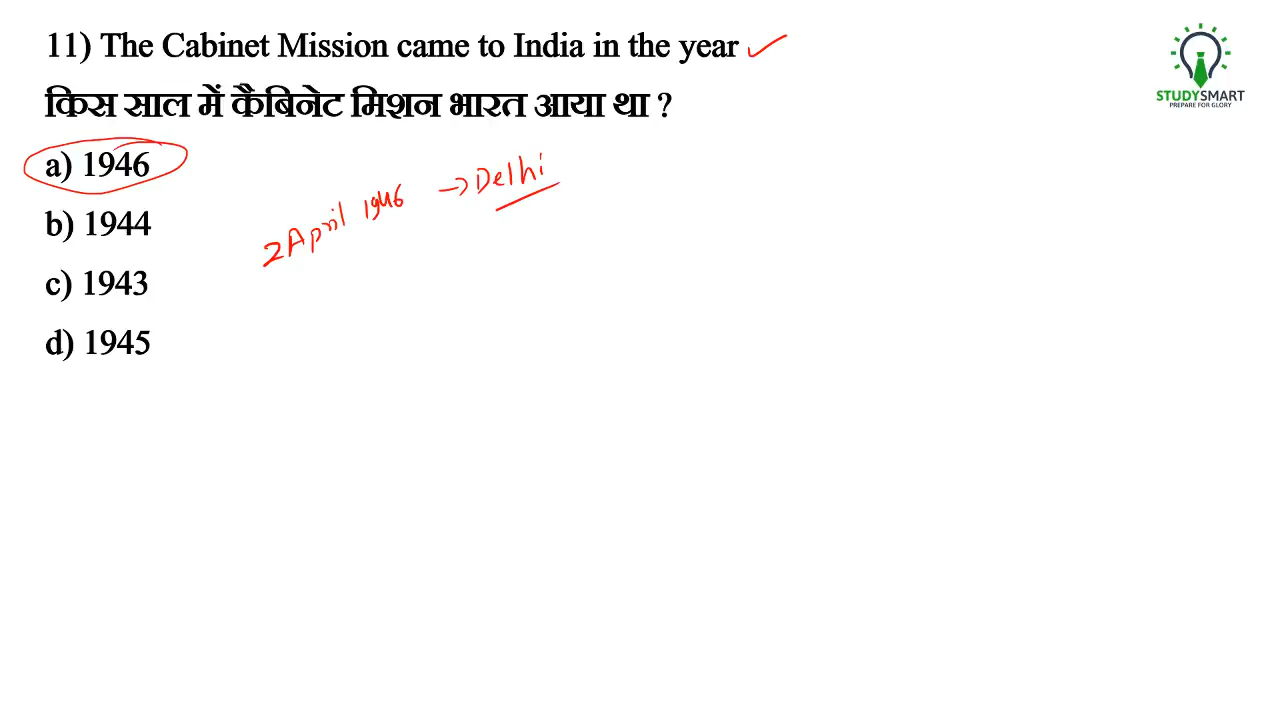 11) The Cabinet Mission came to India in the year
किस साल में कैबिनेट मिशन भारत आया था ?
a) 1946
b) 1944
c) 1943
d) 1945
2 April 1946 → Delhi
STUDYSMART
PREPARE FOR GLORY